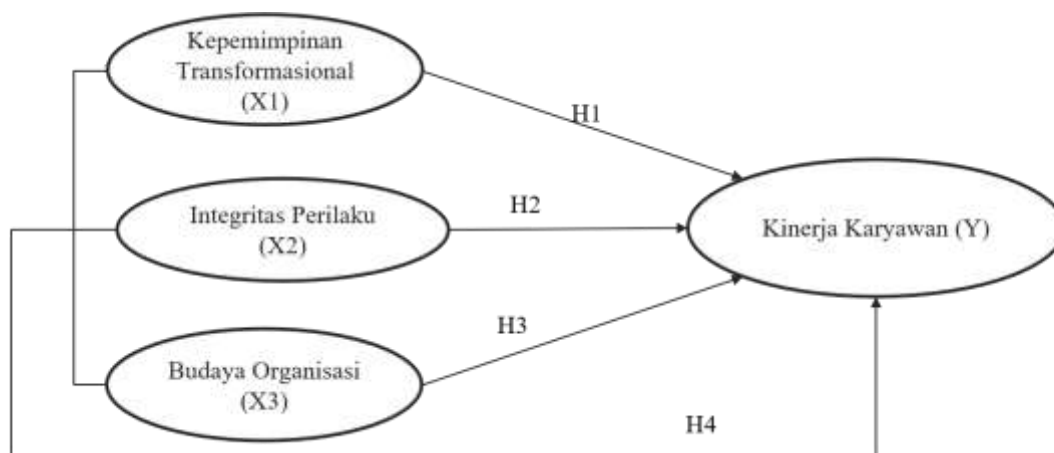 Kepemimpinan
Transformasional
(X1)
H1
Integritas Perilaku
(X2)
H2
Kinerja Karyawan (Y)
H3
Budaya Organisasi
(X3)
H4